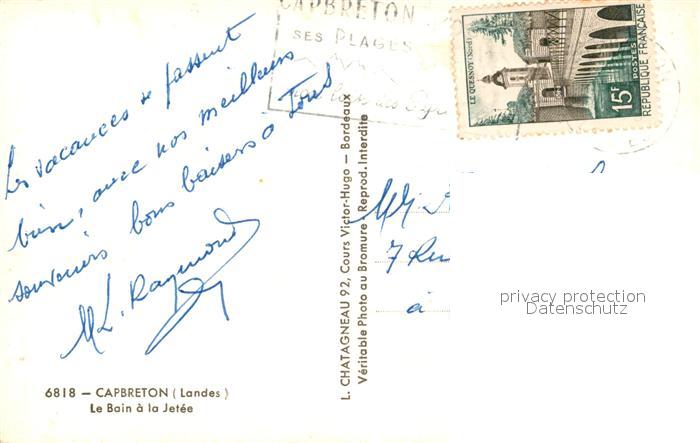 CAPBRETON
SES PLAGES
LE QUESNOY (Nord)
15F
POSTES
REPUBLIQUE FRANÇAISE
Les vacances se passent
bien, avec nos meilleurs
souvenirs bons baisers à Tous
ML. Raymond
6818 — CAPBRETON (Landes)
Le Bain à la Jetée
L. CHATAGNEAU 92, Cours Victor-Hugo — Bordeaux
Véritable Photo au Bromure - Reprod. Interdite
7 Rue
à
privacy protection
Datenschutz